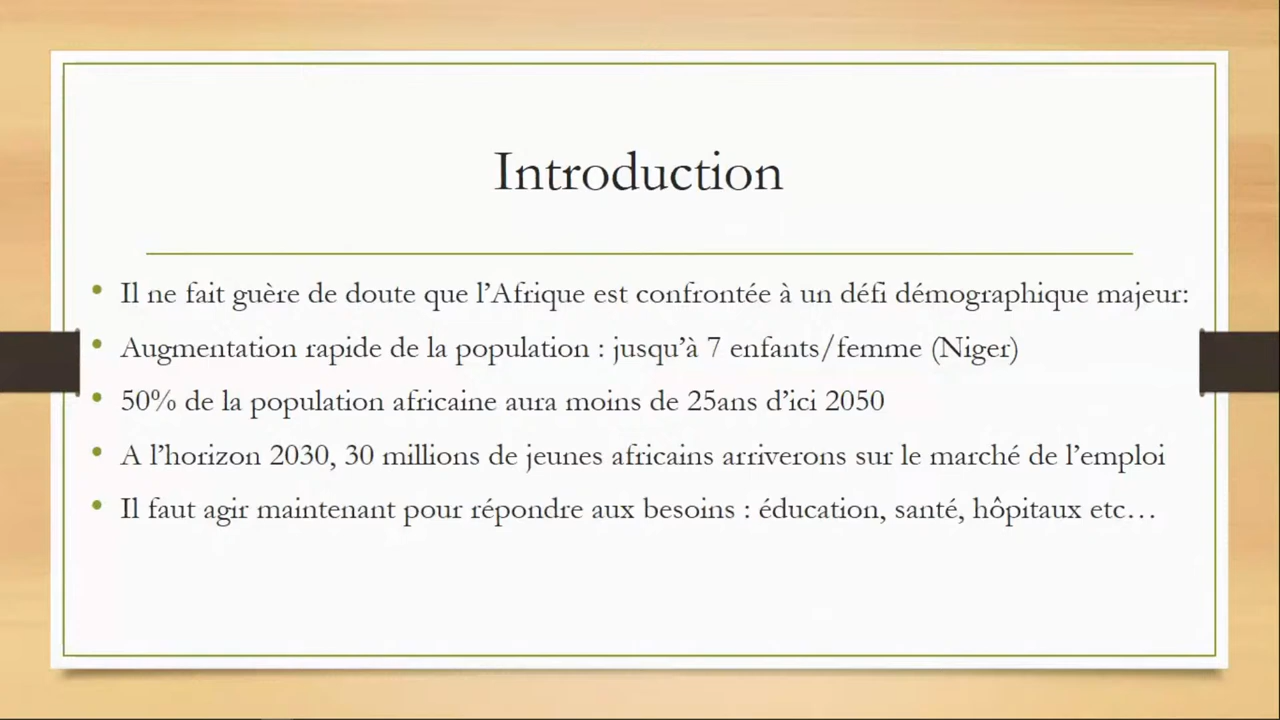 Introduction
• Il ne fait guère de doute que l’Afrique est confrontée à un défi démographique majeur:
• Augmentation rapide de la population : jusqu’à 7 enfants/femme (Niger)
• 50% de la population africaine aura moins de 25ans d’ici 2050
• A l’horizon 2030, 30 millions de jeunes africains arriverons sur le marché de l’emploi
• Il faut agir maintenant pour répondre aux besoins : éducation, santé, hôpitaux etc…